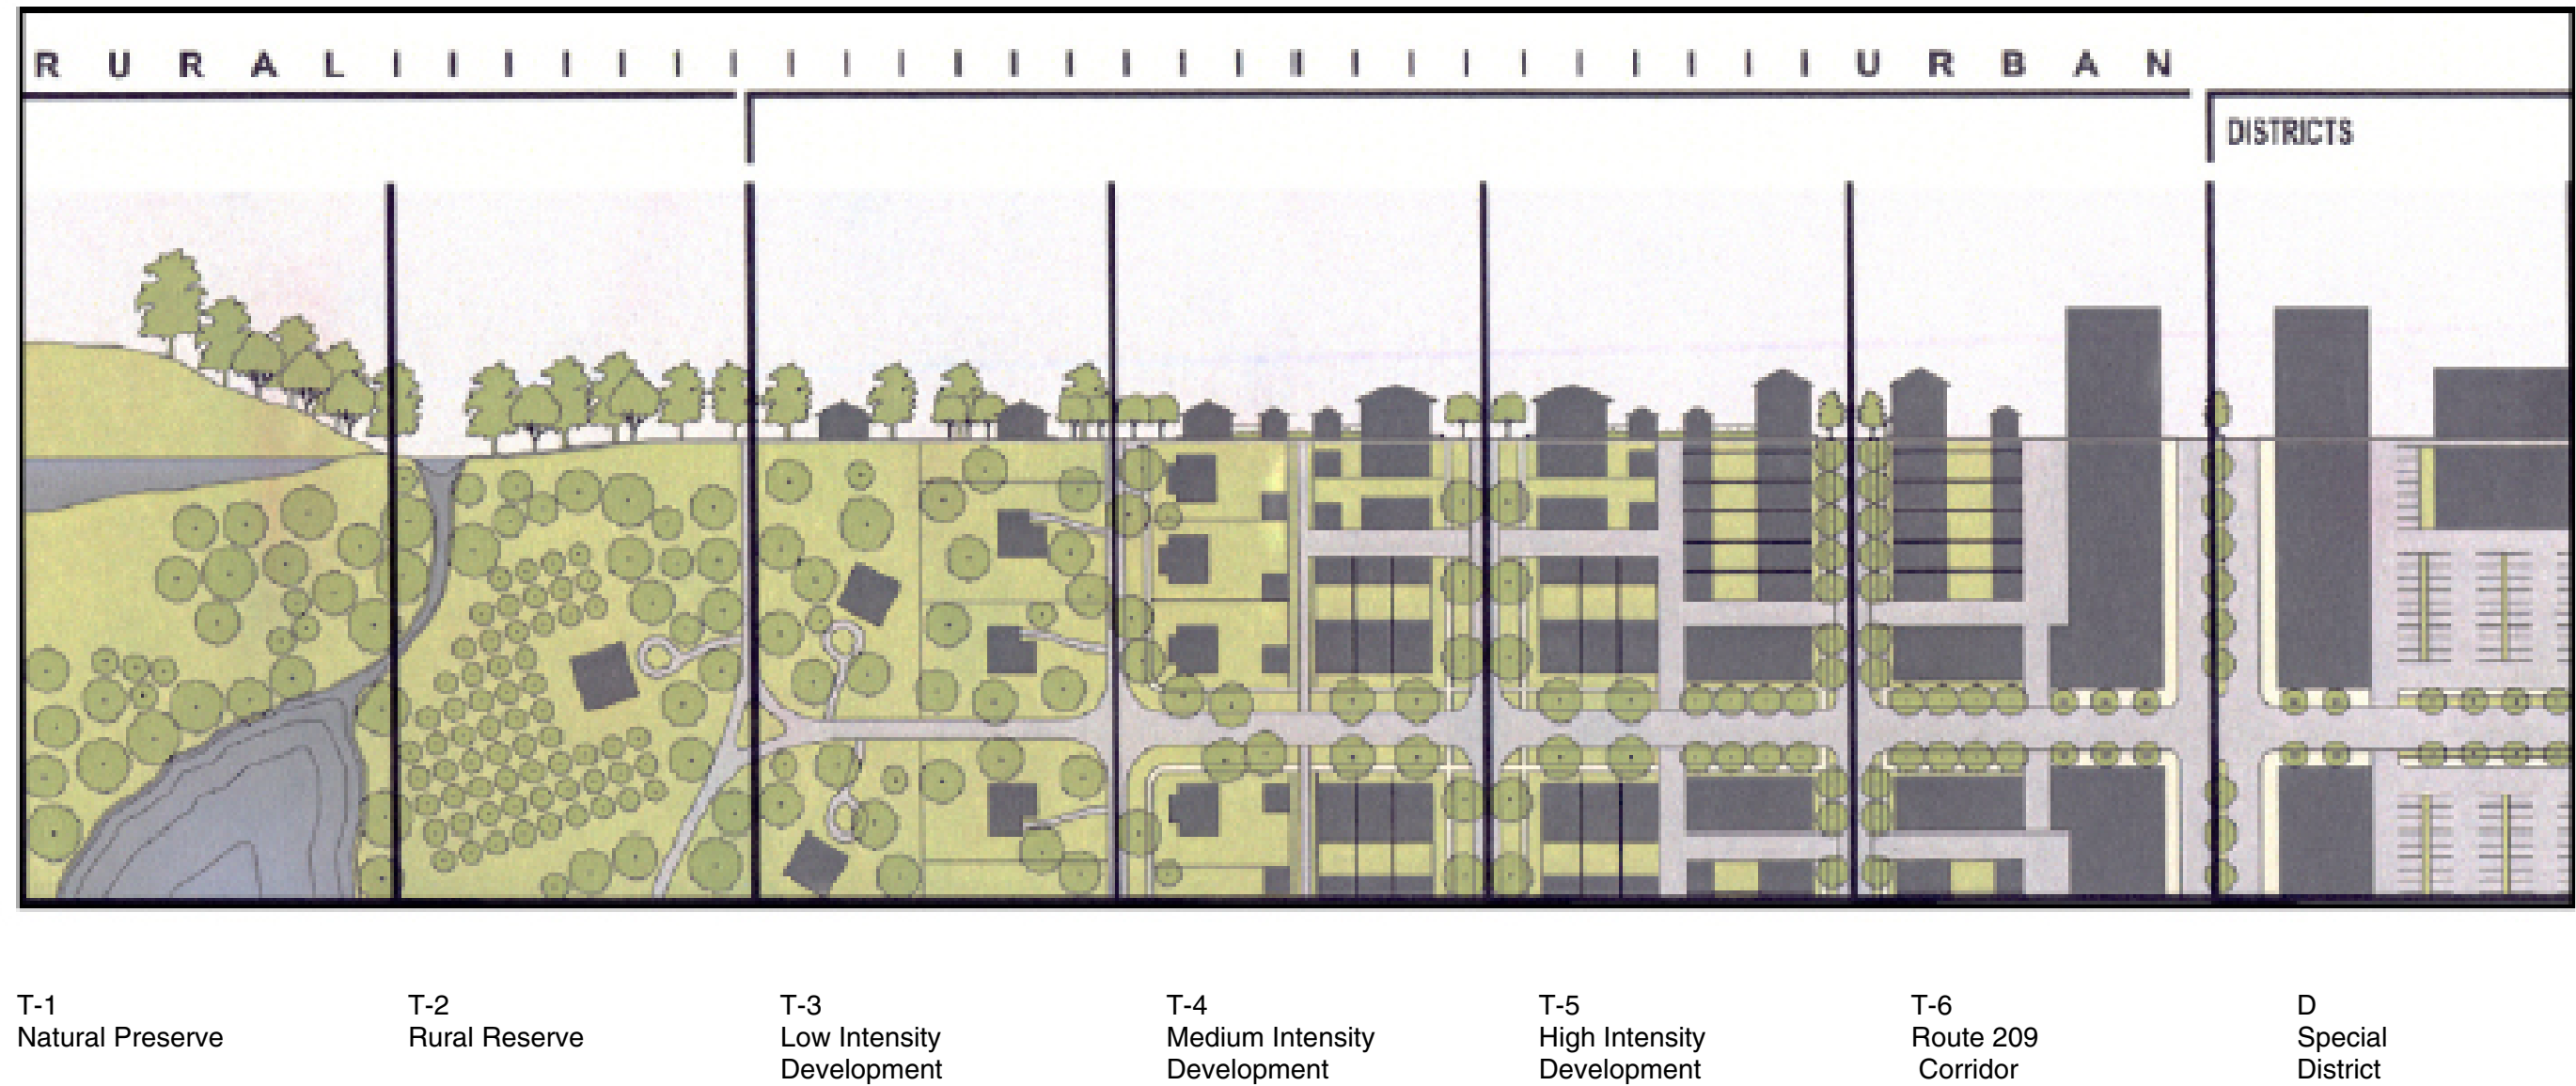 R U R A L I I I I I I I I I I I I I I I I I I I I I I I I I I U R B A N
DISTRICTS
T-1
Natural Preserve
T-2
Rural Reserve
T-3
Low Intensity
Development
T-4
Medium Intensity
Development
T-5
High Intensity
Development
T-6
Route 209
Corridor
D
Special
District